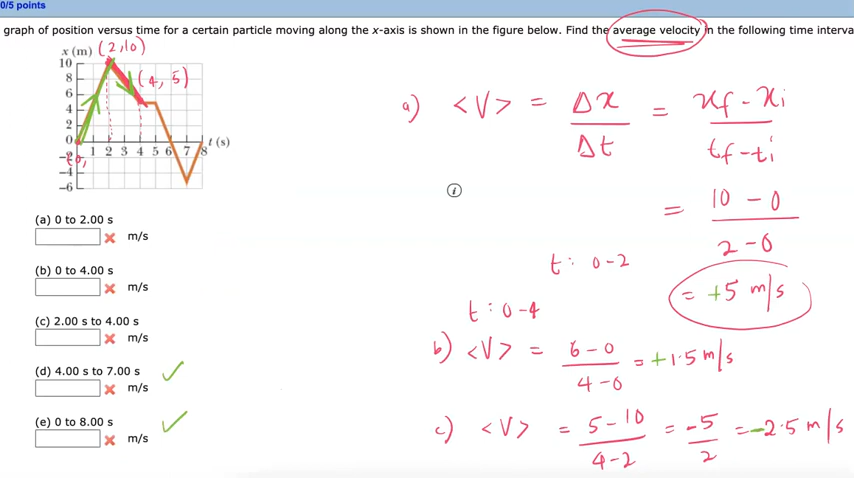 0/5 points
graph of position versus time for a certain particle moving along the x-axis is shown in the figure below. Find the average velocity in the following time interva
x (m) (2,10)
10
8
6
4
2
0
-2
-4
-6
1 2 3 4 5 6 7 8
t (s)
(4, 5)
(0,
(a) 0 to 2.00 s
m/s
(b) 0 to 4.00 s
m/s
(c) 2.00 s to 4.00 s
m/s
(d) 4.00 s to 7.00 s
m/s
(e) 0 to 8.00 s
m/s
a) <V> = Δx / Δt = xf - xi / tf - ti
i
= 10 - 0 / 2 - 0
t: 0-2
= +5 m/s
t: 0-4
b) <V> = 6-0 / 4-0 = +1.5 m/s
c) <V> = 5-10 / 4-2 = -5 / 2 = -2.5 m/s